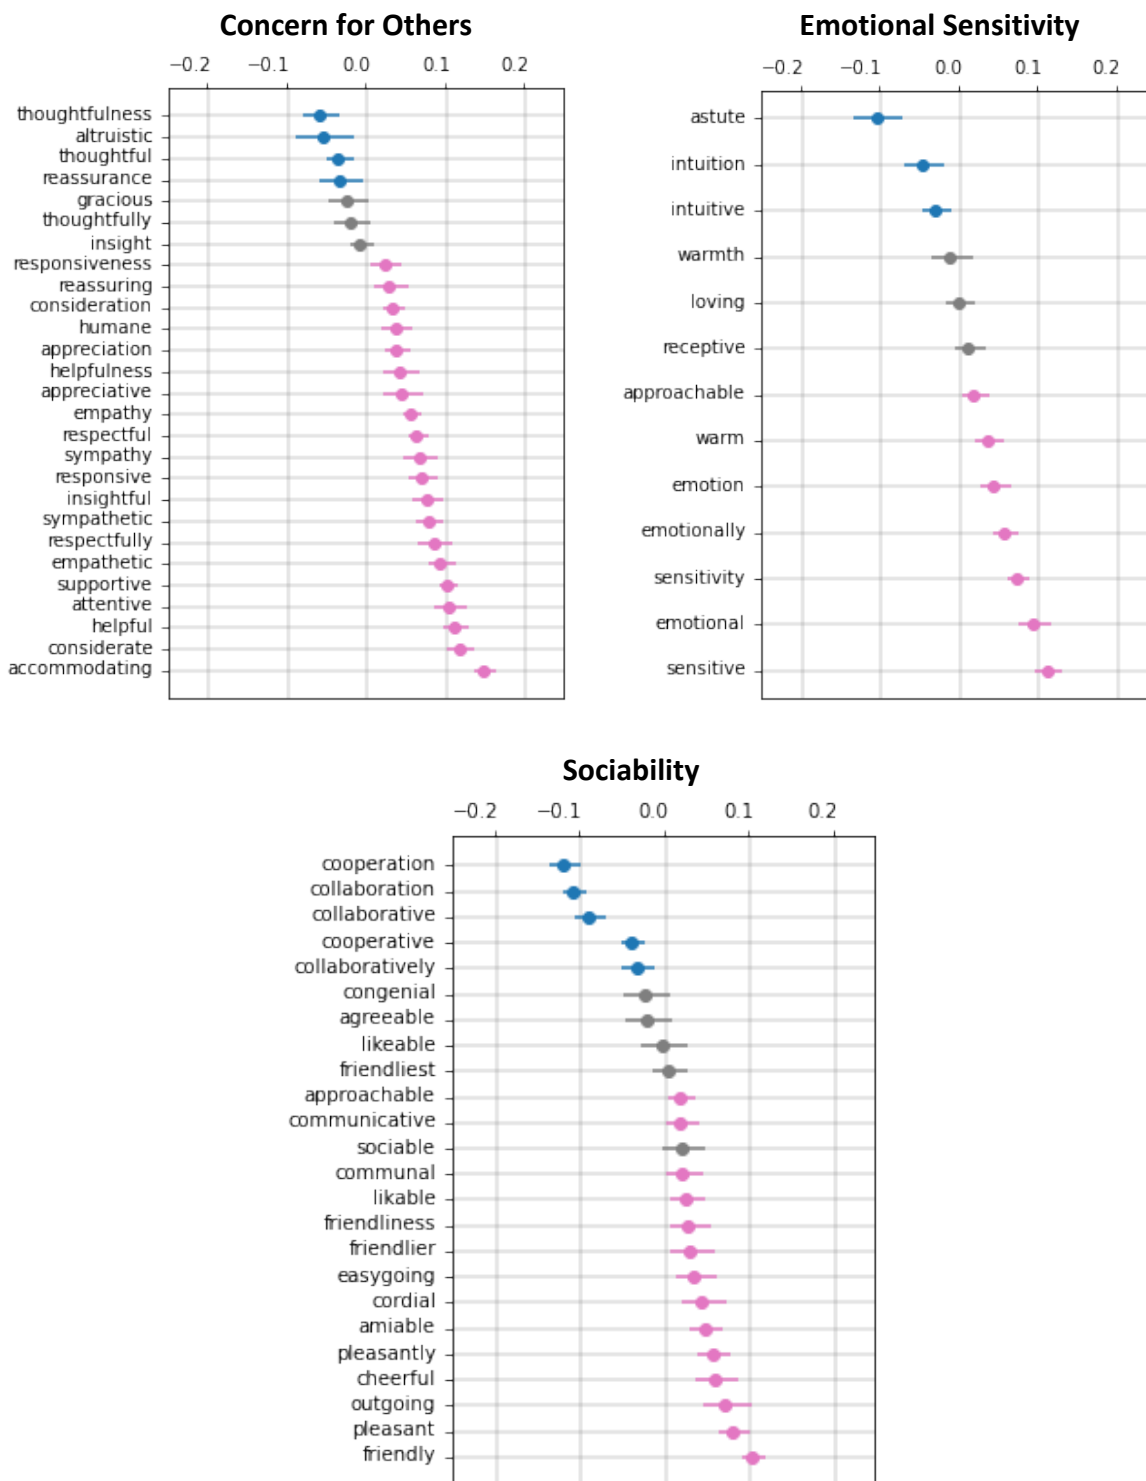 Concern for Others
−0.2 −0.1 0.0 0.1 0.2
thoughtfulness
altruistic
thoughtful
reassurance
gracious
thoughtfully
insight
responsiveness
reassuring
consideration
humane
appreciation
helpfulness
appreciative
empathy
respectful
sympathy
responsive
insightful
sympathetic
respectfully
empathetic
supportive
attentive
helpful
considerate
accommodating
Emotional Sensitivity
−0.2 −0.1 0.0 0.1 0.2
astute
intuition
intuitive
warmth
loving
receptive
approachable
warm
emotion
emotionally
sensitivity
emotional
sensitive
Sociability
−0.2 −0.1 0.0 0.1 0.2
cooperation
collaboration
collaborative
cooperative
collaboratively
congenial
agreeable
likeable
friendliest
approachable
communicative
sociable
communal
likable
friendliness
friendlier
easygoing
cordial
amiable
pleasantly
cheerful
outgoing
pleasant
friendly